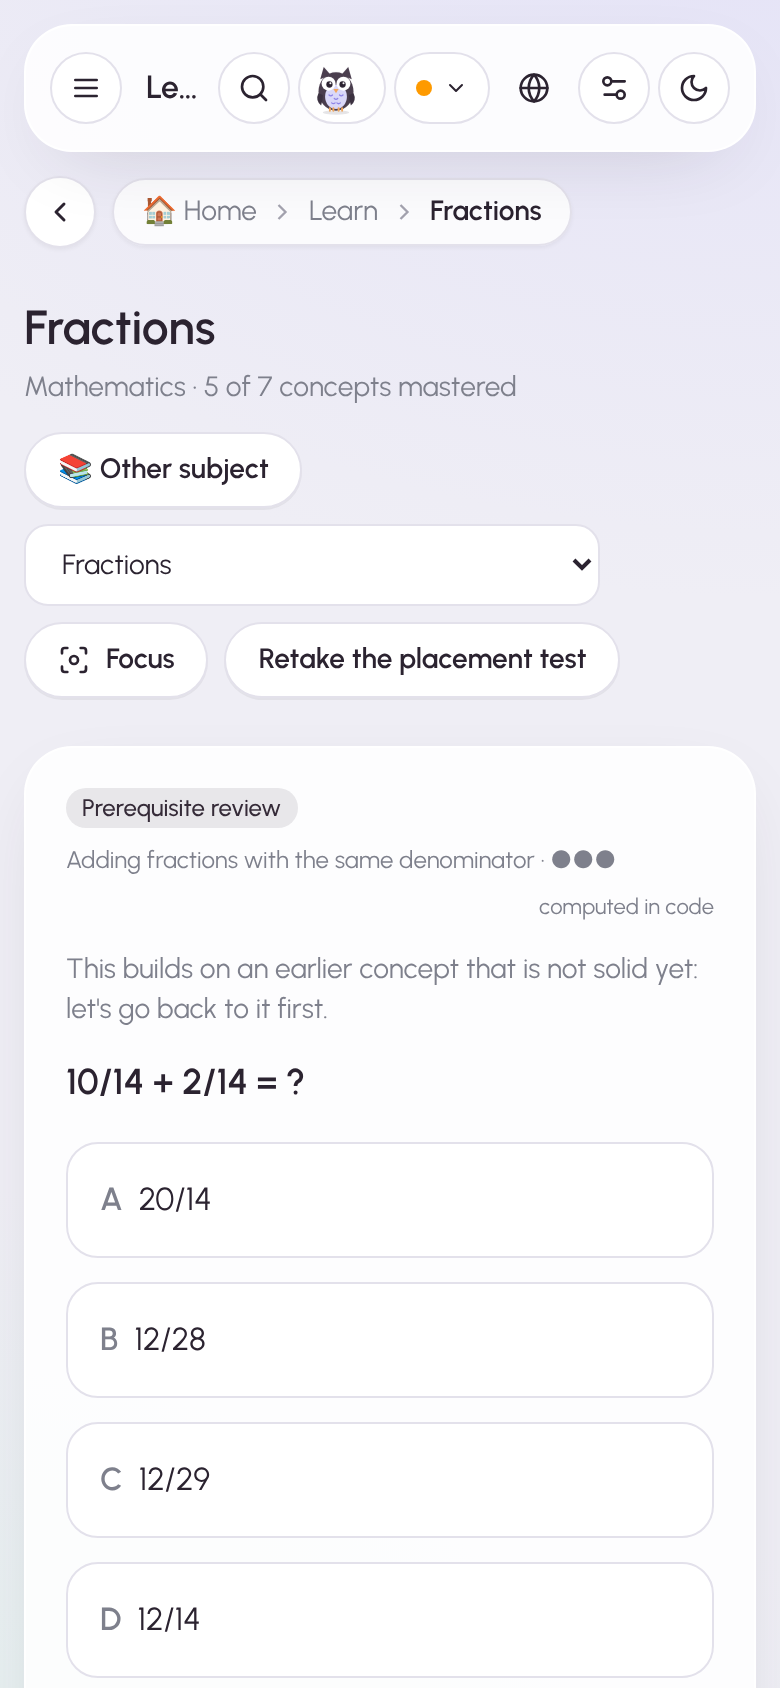 Le...
🏠 Home > Learn > Fractions
Fractions
Mathematics · 5 of 7 concepts mastered
📚 Other subject
Fractions
Focus
Retake the placement test
Prerequisite review
Adding fractions with the same denominator · ●●●
computed in code
This builds on an earlier concept that is not solid yet:
let's go back to it first.
10/14 + 2/14 = ?
A 20/14
B 12/28
C 12/29
D 12/14